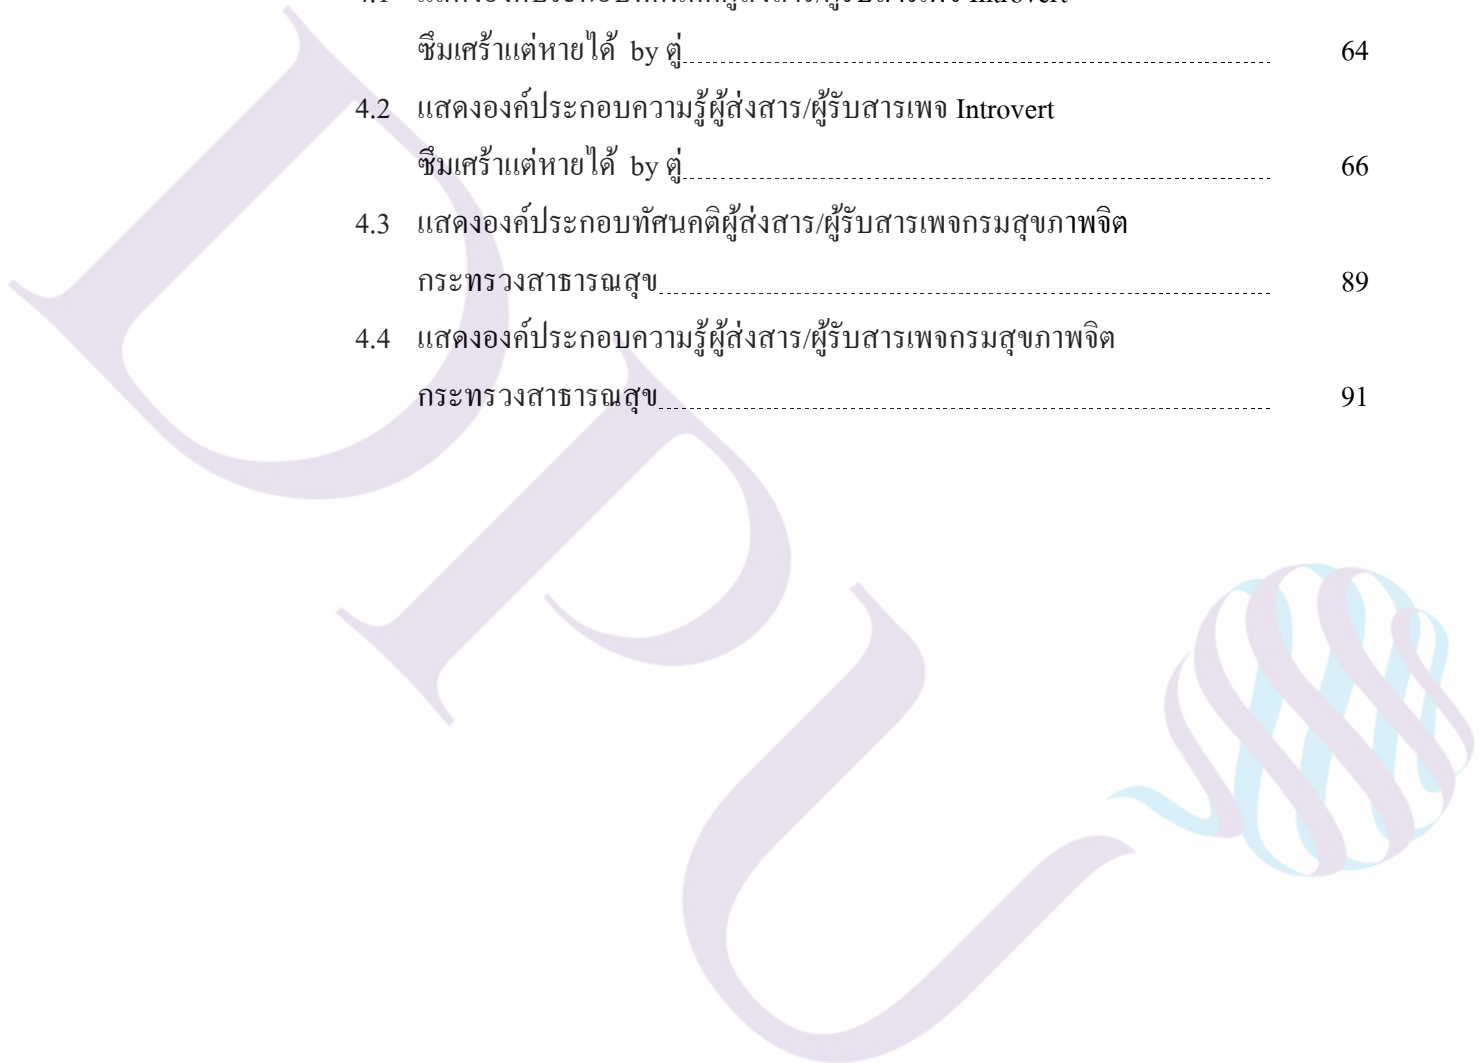 ซึมเศร้าแต่หายได้ by ตู่ 64
4.2 แสดงองค์ประกอบความรู้ผู้ส่งสาร/ผู้รับสารเพจ Introvert
ซึมเศร้าแต่หายได้ by ตู่ 66
4.3 แสดงองค์ประกอบทัศนคติผู้ส่งสาร/ผู้รับสารเพจกรมสุขภาพจิต
กระทรวงสาธารณสุข 89
4.4 แสดงองค์ประกอบความรู้ผู้ส่งสาร/ผู้รับสารเพจกรมสุขภาพจิต
กระทรวงสาธารณสุข 91
DPU